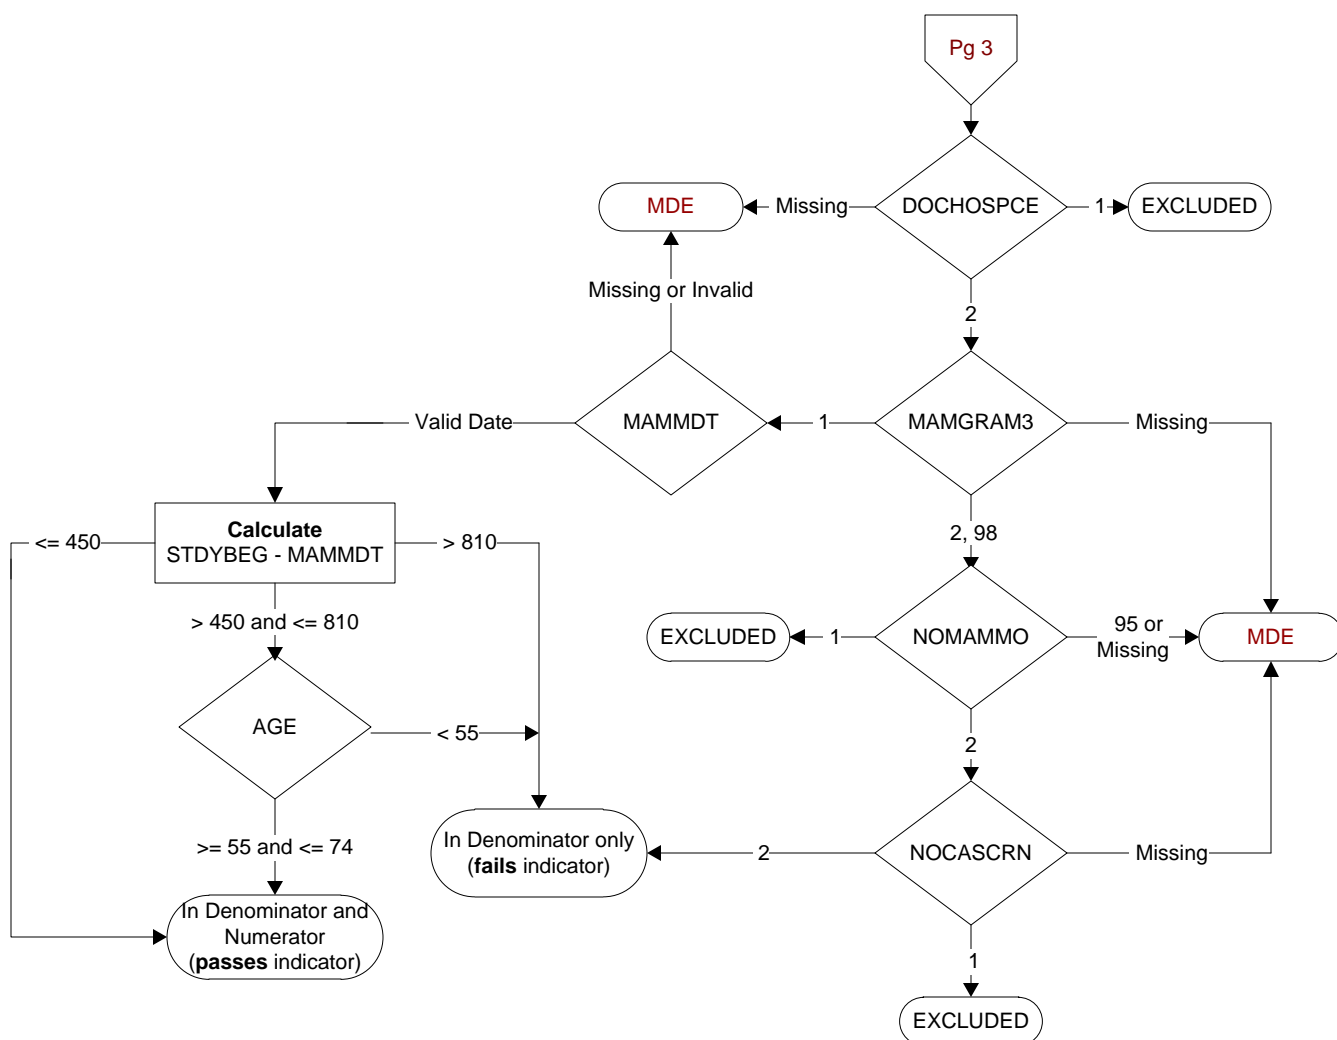 Pg 3
MDE
Missing
DOCHOSPCE
1
EXCLUDED
Missing or Invalid
2
Valid Date
MAMMDT
1
MAMGRAM3
Missing
Calculate
STDYBEG - MAMMDT
<= 450
> 810
2, 98
> 450 and <= 810
EXCLUDED
1
NOMAMMO
95 or
Missing
MDE
AGE
< 55
2
>= 55 and <= 74
In Denominator only
(fails indicator)
2
NOCASCRN
Missing
In Denominator and
Numerator
(passes indicator)
1
EXCLUDED